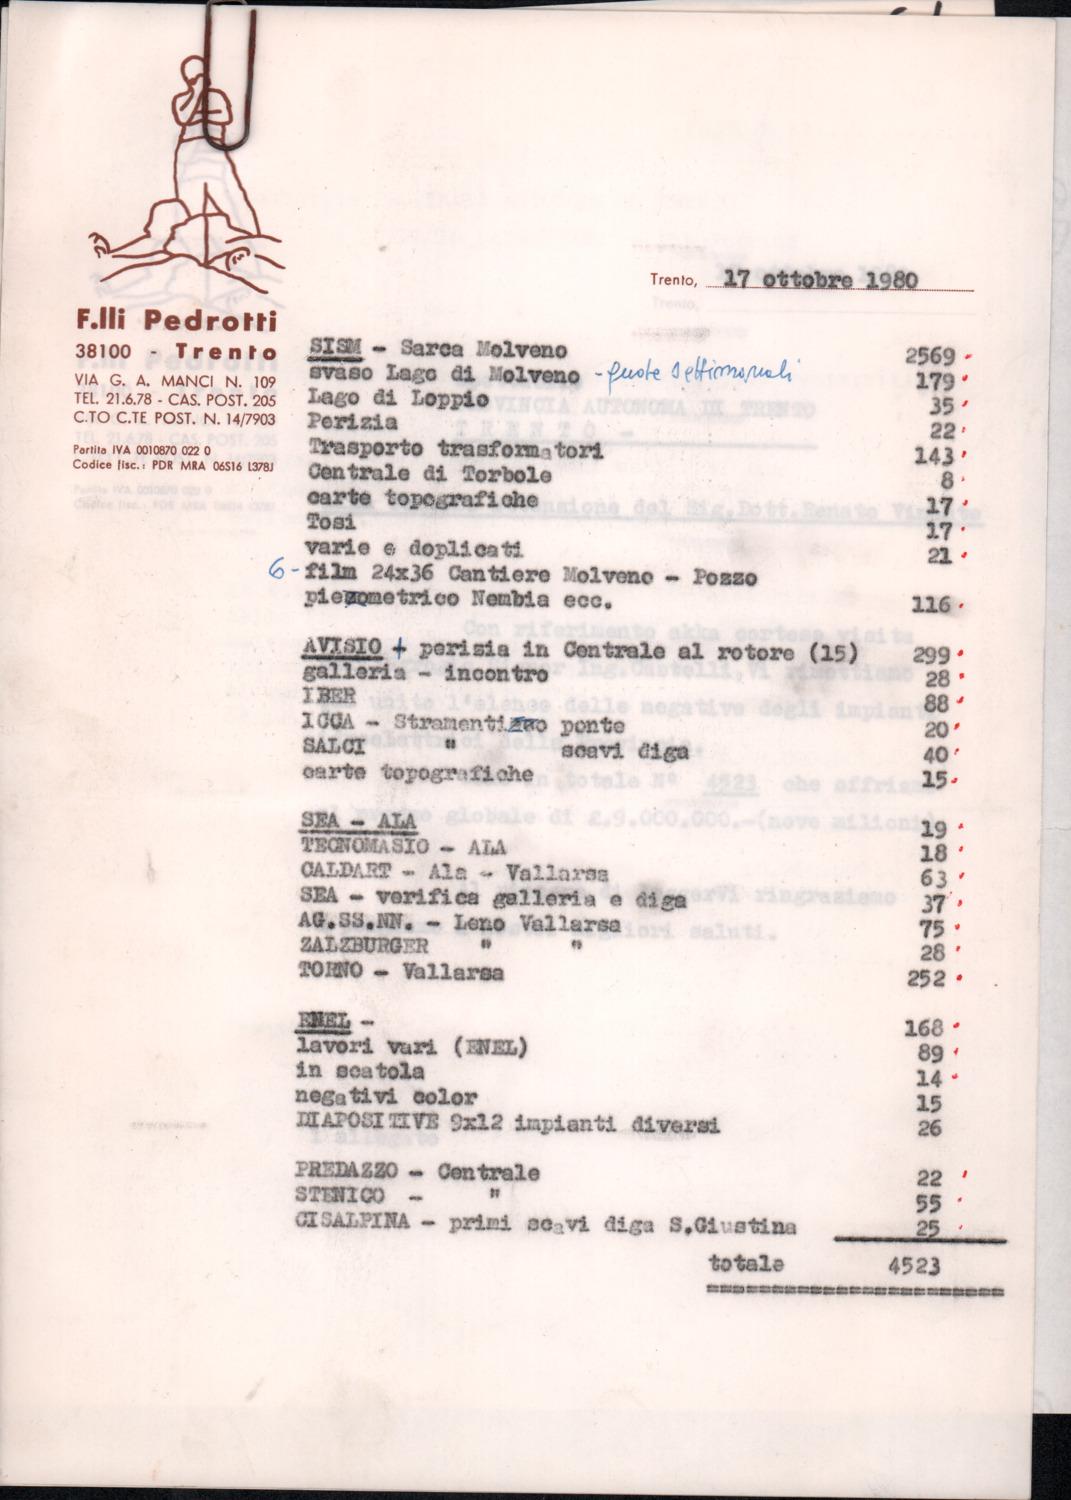 Trento, 17 ottobre 1980
F.lli Pedrotti
38100 - Trento
VIA G. A. MANCI N. 109
TEL. 21.6.78 - CAS. POST. 205
C.TO C.TE POST. N. 14/7903
Partita IVA 0010870 022 0
Codice fisc.: PDR MRA 06S16 L378J
SISM - Sarca Molveno 2569
svaso Lago di Molveno - quote settimanali 179
Lago di Loppio 35
Perizia 22
Trasporto trasformatori 143
Centrale di Torbole 8
carte topografiche 17
Tosi 17
varie e doplicati 21
6 - film 24x36 Cantiere Molveno - Pozzo
piezometrico Nembia ecc. 116
AVISIO + perizia in Centrale al rotore (15) 299
galleria - incontro 28
IBER 88
ICCA - Stramentizzo ponte 20
SALCI " scavi diga 40
carte topografiche 15
SEA - ALA 19
TECNOMASIO - ALA 18
CALDART - Ala - Vallarsa 63
SEA - verifica galleria e diga 37
AG.SS.NN. - Leno Vallarsa 75
ZALZBURGER " " 28
TORNO - Vallarsa 252
ENEL - 168
lavori vari (ENEL) 89
in scatola 14
negativi color 15
DIAPOSITIVE 9x12 impianti diversi 26
PREDAZZO - Centrale 22
STENICO - " 55
CISALPINA - primi scavi diga S.Giustina 25
totale 4523